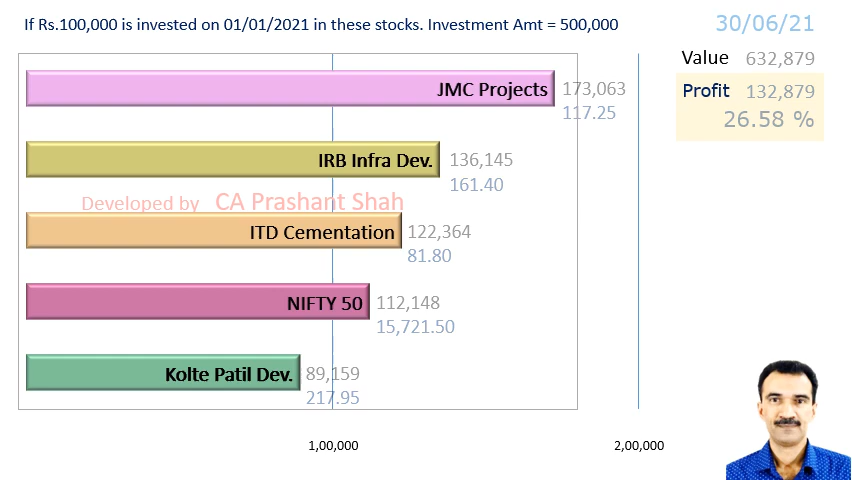 If Rs.100,000 is invested on 01/01/2021 in these stocks. Investment Amt = 500,000
30/06/21
Value 632,879
Profit 132,879
26.58 %
JMC Projects 173,063
117.25
IRB Infra Dev. 136,145
161.40
Developed by CA Prashant Shah
ITD Cementation 122,364
81.80
NIFTY 50 112,148
15,721.50
Kolte Patil Dev. 89,159
217.95
1,00,000 2,00,000